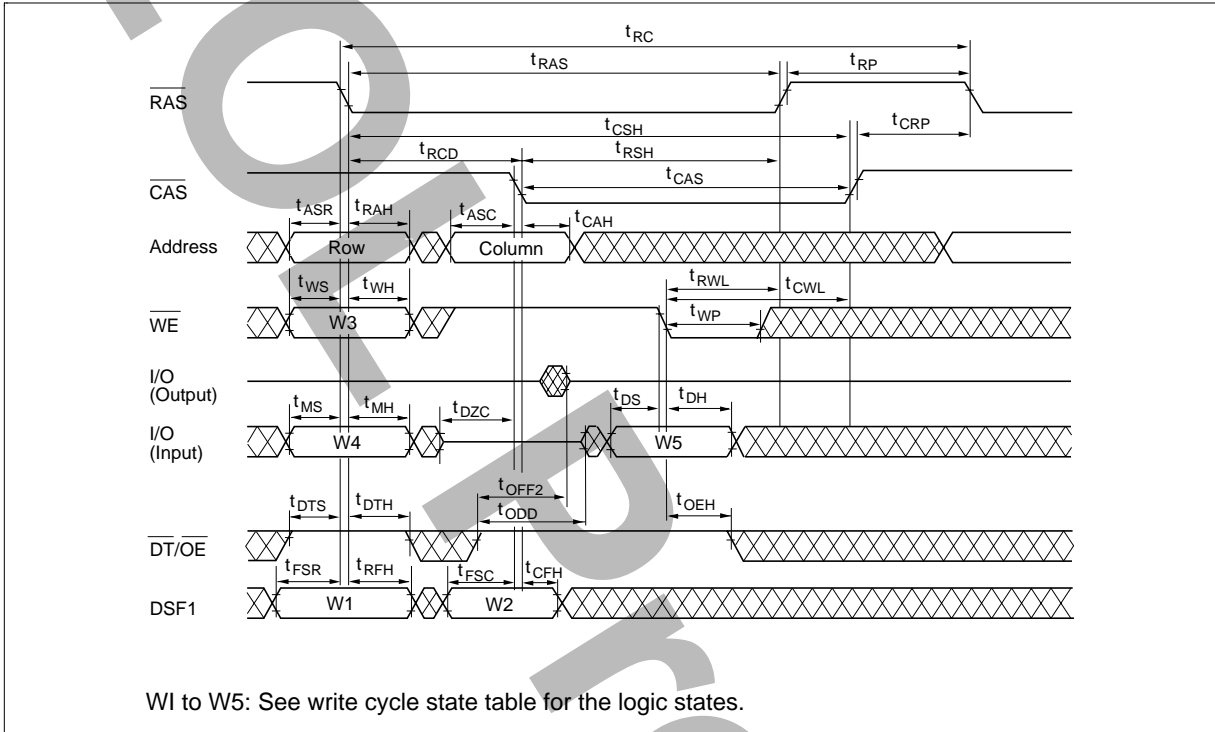 tRC
tRAS
tRP
RAS
tCSH
tCRP
tRCD
tRSH
CAS
tCAS
tASR
tRAH
tASC
tCAH
Address
Row
Column
tWS
tWH
tRWL
tCWL
WE
W3
tWP
I/O
(Output)
tMS
tMH
tDZC
tDS
tDH
I/O
(Input)
W4
W5
tOFF2
tDTS
tDTH
tODD
tOEH
DT/OE
tFSR
tRFH
tFSC
tCFH
DSF1
W1
W2
WI to W5: See write cycle state table for the logic states.